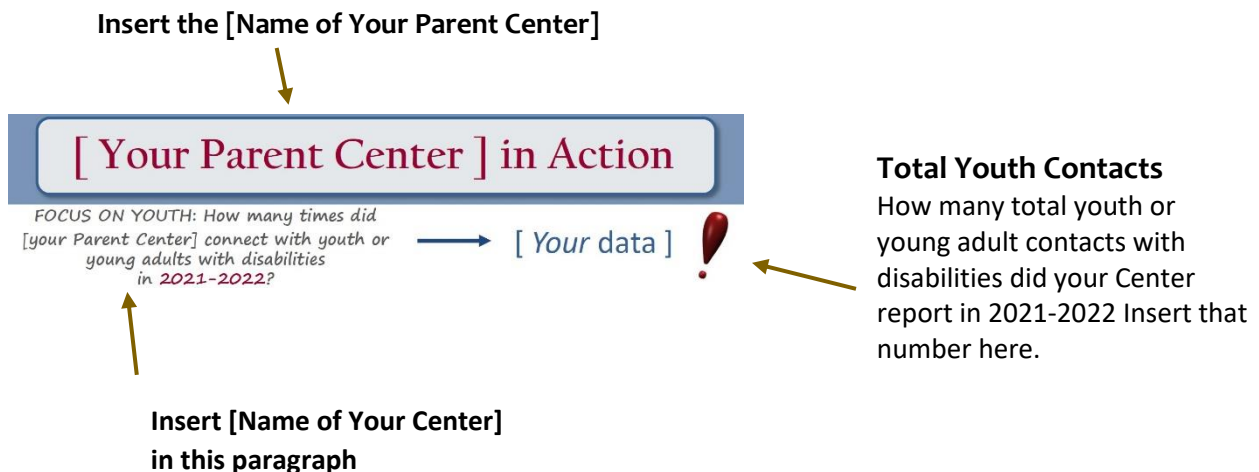 Insert the [Name of Your Parent Center]
[ Your Parent Center ] in Action
FOCUS ON YOUTH: How many times did
[your Parent Center] connect with youth or
young adults with disabilities
in 2021-2022?
[ Your data ] !
Total Youth Contacts
How many total youth or
young adult contacts with
disabilities did your Center
report in 2021-2022 Insert that
number here.
Insert [Name of Your Center]
in this paragraph